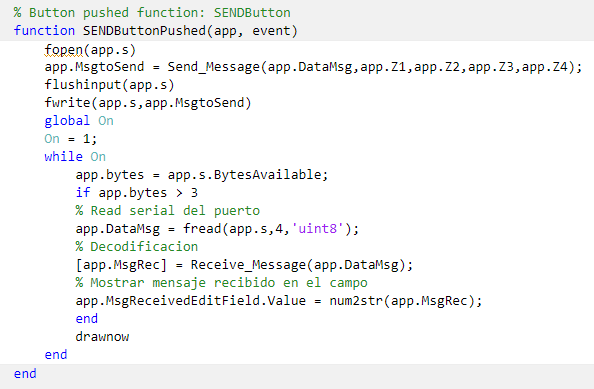 % Button pushed function: SENDButton
function SENDButtonPushed(app, event)
fopen(app.s)
app.MsgtoSend = Send_Message(app.DataMsg,app.Z1,app.Z2,app.Z3,app.Z4);
flushinput(app.s)
fwrite(app.s,app.MsgtoSend)
global On
On = 1;
while On
app.bytes = app.s.BytesAvailable;
if app.bytes > 3
% Read serial del puerto
app.DataMsg = fread(app.s,4,'uint8');
% Decodificacion
[app.MsgRec] = Receive_Message(app.DataMsg);
% Mostrar mensaje recibido en el campo
app.MsgReceivedEditField.Value = num2str(app.MsgRec);
end
drawnow
end
end